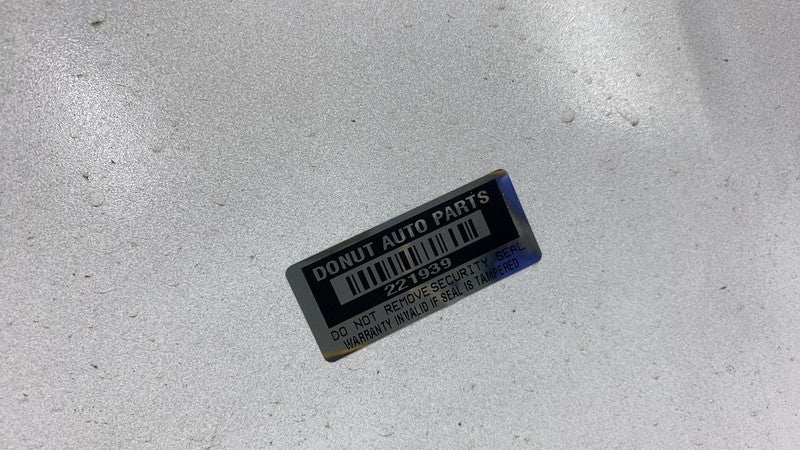 DONUT AUTO PARTS
221939
DO NOT REMOVE SECURITY SEAL
WARRANTY INVALID IF SEAL IS TAMPERED